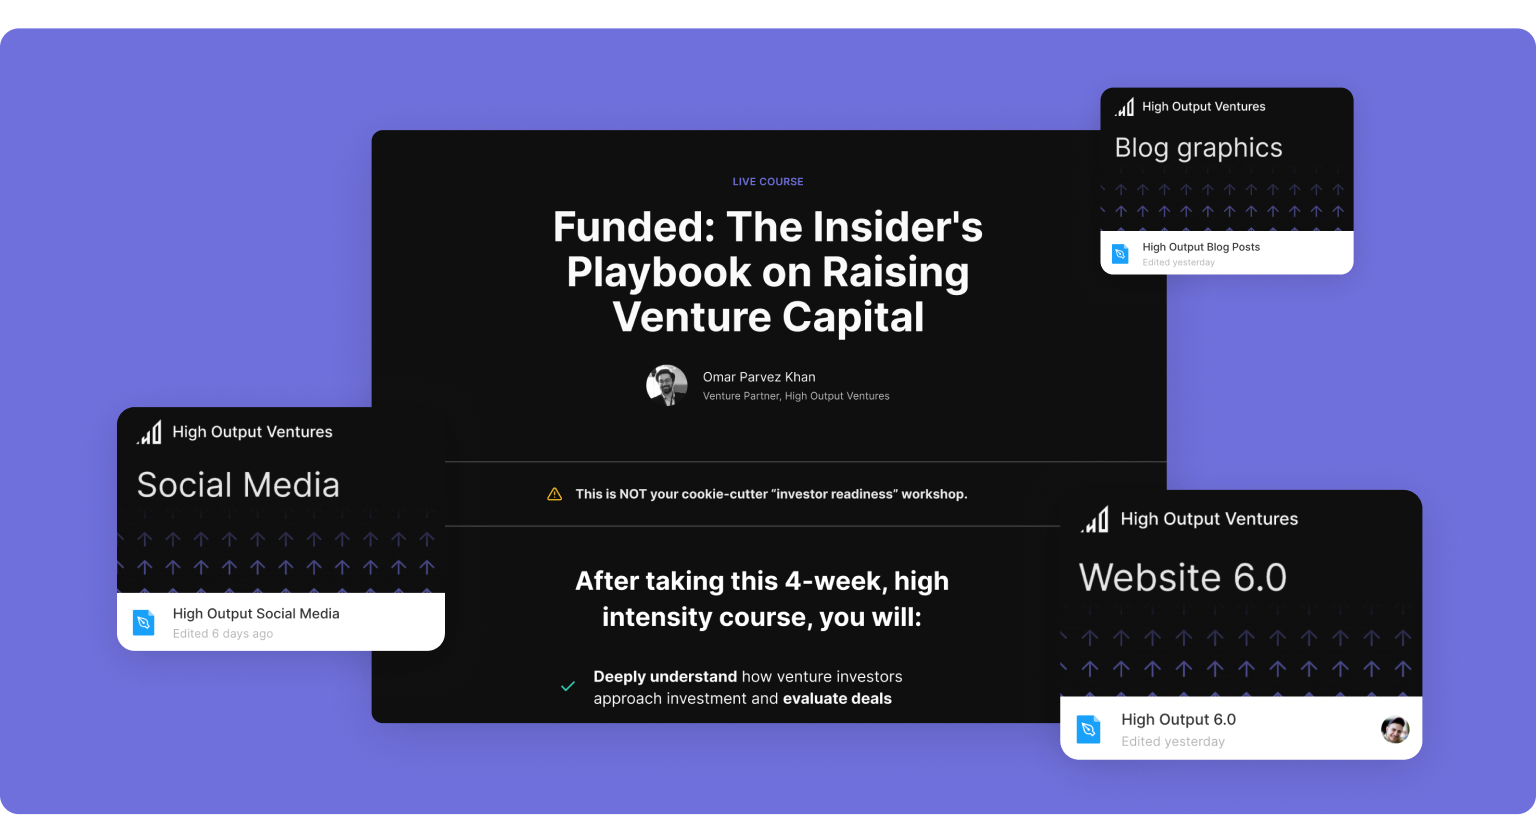 High Output Ventures
Blog graphics
High Output Blog Posts
Edited yesterday
LIVE COURSE
Funded: The Insider's
Playbook on Raising
Venture Capital
Omar Parvez Khan
Venture Partner, High Output Ventures
This is NOT your cookie-cutter “investor readiness” workshop.
After taking this 4-week, high
intensity course, you will:
Deeply understand how venture investors
approach investment and evaluate deals
High Output Ventures
Social Media
High Output Social Media
Edited 6 days ago
High Output Ventures
Website 6.0
High Output 6.0
Edited yesterday